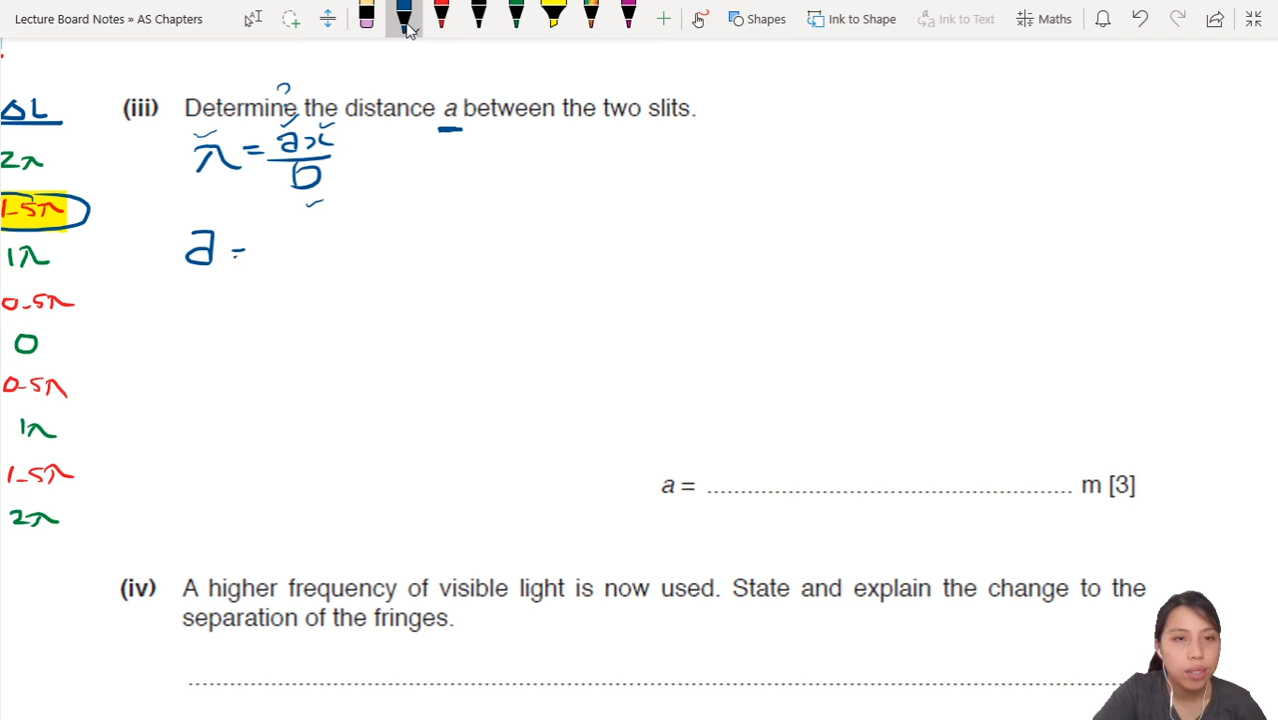 Lecture Board Notes » AS Chapters
Shapes
Ink to Shape
Ink to Text
Maths
ΔL
2λ
1.5λ
1λ
0.5λ
0
0.5λ
1λ
1.5λ
2λ
(iii) Determine the distance a between the two slits.
?
λ = ax
D
a =
a = ........................................................ m [3]
(iv) A higher frequency of visible light is now used. State and explain the change to the
separation of the fringes.